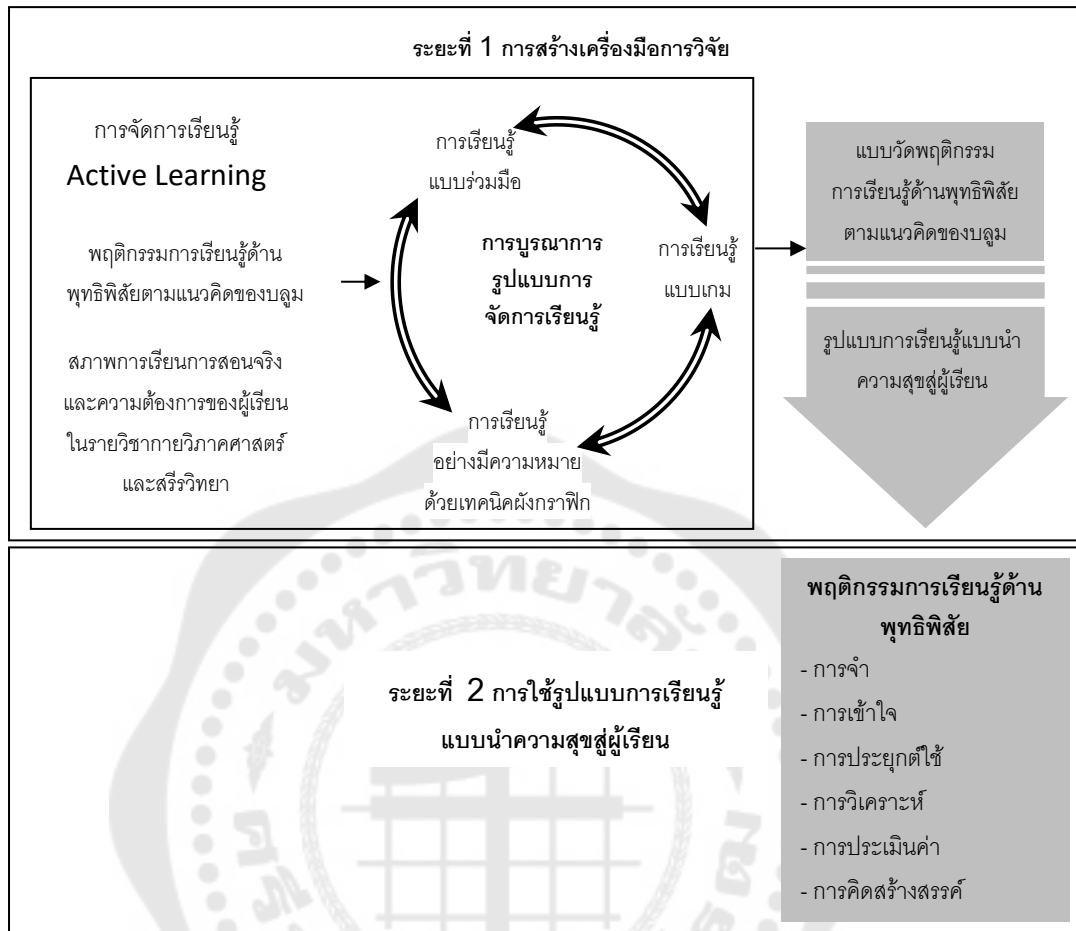 ระยะที่ 1 การสร้างเครื่องมือการวิจัย
การจัดการเรียนรู้
Active Learning
พฤติกรรมการเรียนรู้ด้าน
พุทธิพิสัยตามแนวคิดของบลูม
สภาพการเรียนการสอนจริง
และความต้องการของผู้เรียน
ในรายวิชากายวิภาคศาสตร์
และสรีรวิทยา
การเรียนรู้
แบบร่วมมือ
การบูรณาการ
รูปแบบการ
จัดการเรียนรู้
การเรียนรู้
แบบเกม
การเรียนรู้
อย่างมีความหมาย
ด้วยเทคนิคผังกราฟิก
แบบวัดพฤติกรรม
การเรียนรู้ด้านพุทธิพิสัย
ตามแนวคิดของบลูม
รูปแบบการเรียนรู้แบบนำ
ความสุขสู่ผู้เรียน
ระยะที่ 2 การใช้รูปแบบการเรียนรู้
แบบนำความสุขสู่ผู้เรียน
พฤติกรรมการเรียนรู้ด้าน
พุทธิพิสัย
- การจำ
- การเข้าใจ
- การประยุกต์ใช้
- การวิเคราะห์
- การประเมินค่า
- การคิดสร้างสรรค์